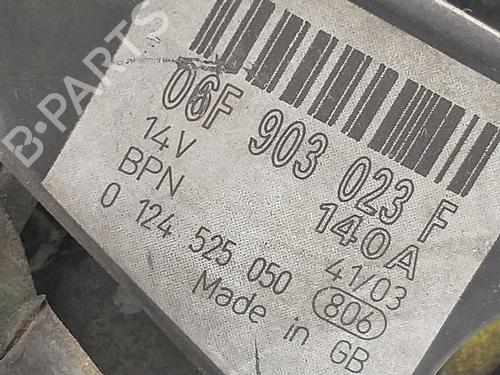 B-PARTS
06F 903 023 F
14V 140A
BPN 41/03
0 124 525 050 806
Made in GB